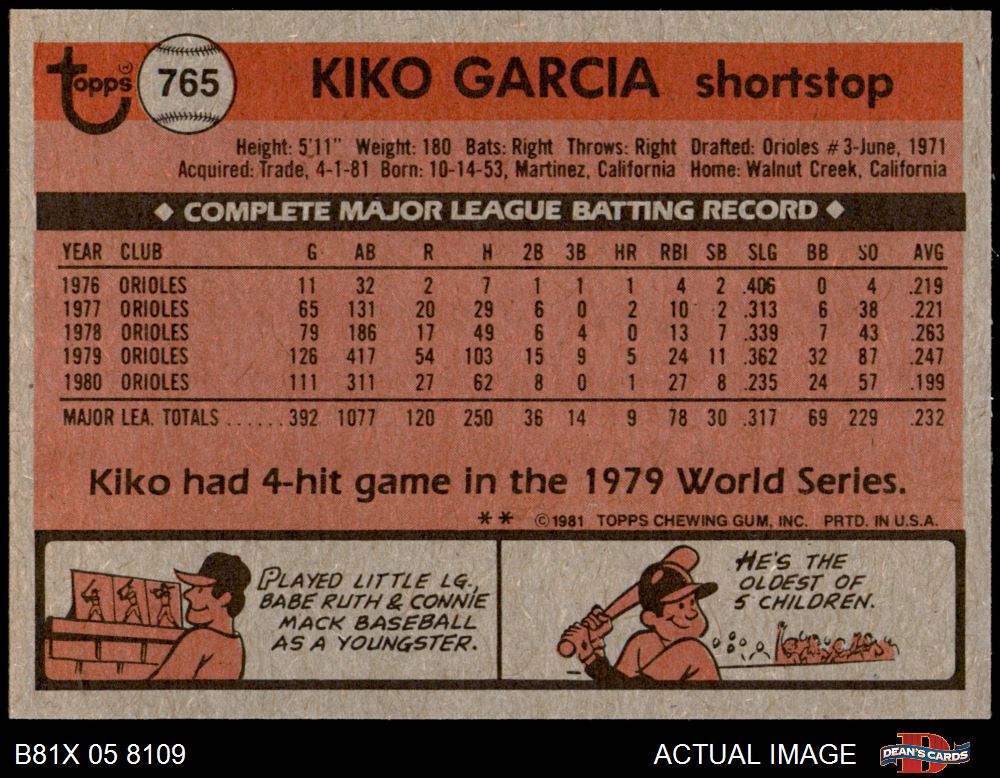 topps® 765 KIKO GARCIA shortstop
Height: 5'11" Weight: 180 Bats: Right Throws: Right Drafted: Orioles #3-June, 1971
Acquired: Trade, 4-1-81 Born: 10-14-53, Martinez, California Home: Walnut Creek, California
◆ COMPLETE MAJOR LEAGUE BATTING RECORD ◆
YEAR CLUB G AB R H 2B 3B HR RBI SB SLG BB SO AVG
1976 ORIOLES 11 32 2 7 1 1 1 4 2 .406 0 4 .219
1977 ORIOLES 65 131 20 29 6 0 2 10 2 .313 6 38 .221
1978 ORIOLES 79 186 17 49 6 4 0 13 7 .339 7 43 .263
1979 ORIOLES 126 417 54 103 15 9 5 24 11 .362 32 87 .247
1980 ORIOLES 111 311 27 62 8 0 1 27 8 .235 24 57 .199
MAJOR LEA. TOTALS ...... 392 1077 120 250 36 14 9 78 30 .317 69 229 .232
Kiko had 4-hit game in the 1979 World Series.
** ©1981 TOPPS CHEWING GUM, INC. PRTD. IN U.S.A.
PLAYED LITTLE LG.,
BABE RUTH & CONNIE
MACK BASEBALL
AS A YOUNGSTER.
HE'S THE
OLDEST OF
5 CHILDREN.
B81X 05 8109 ACTUAL IMAGE DEAN'S CARDS